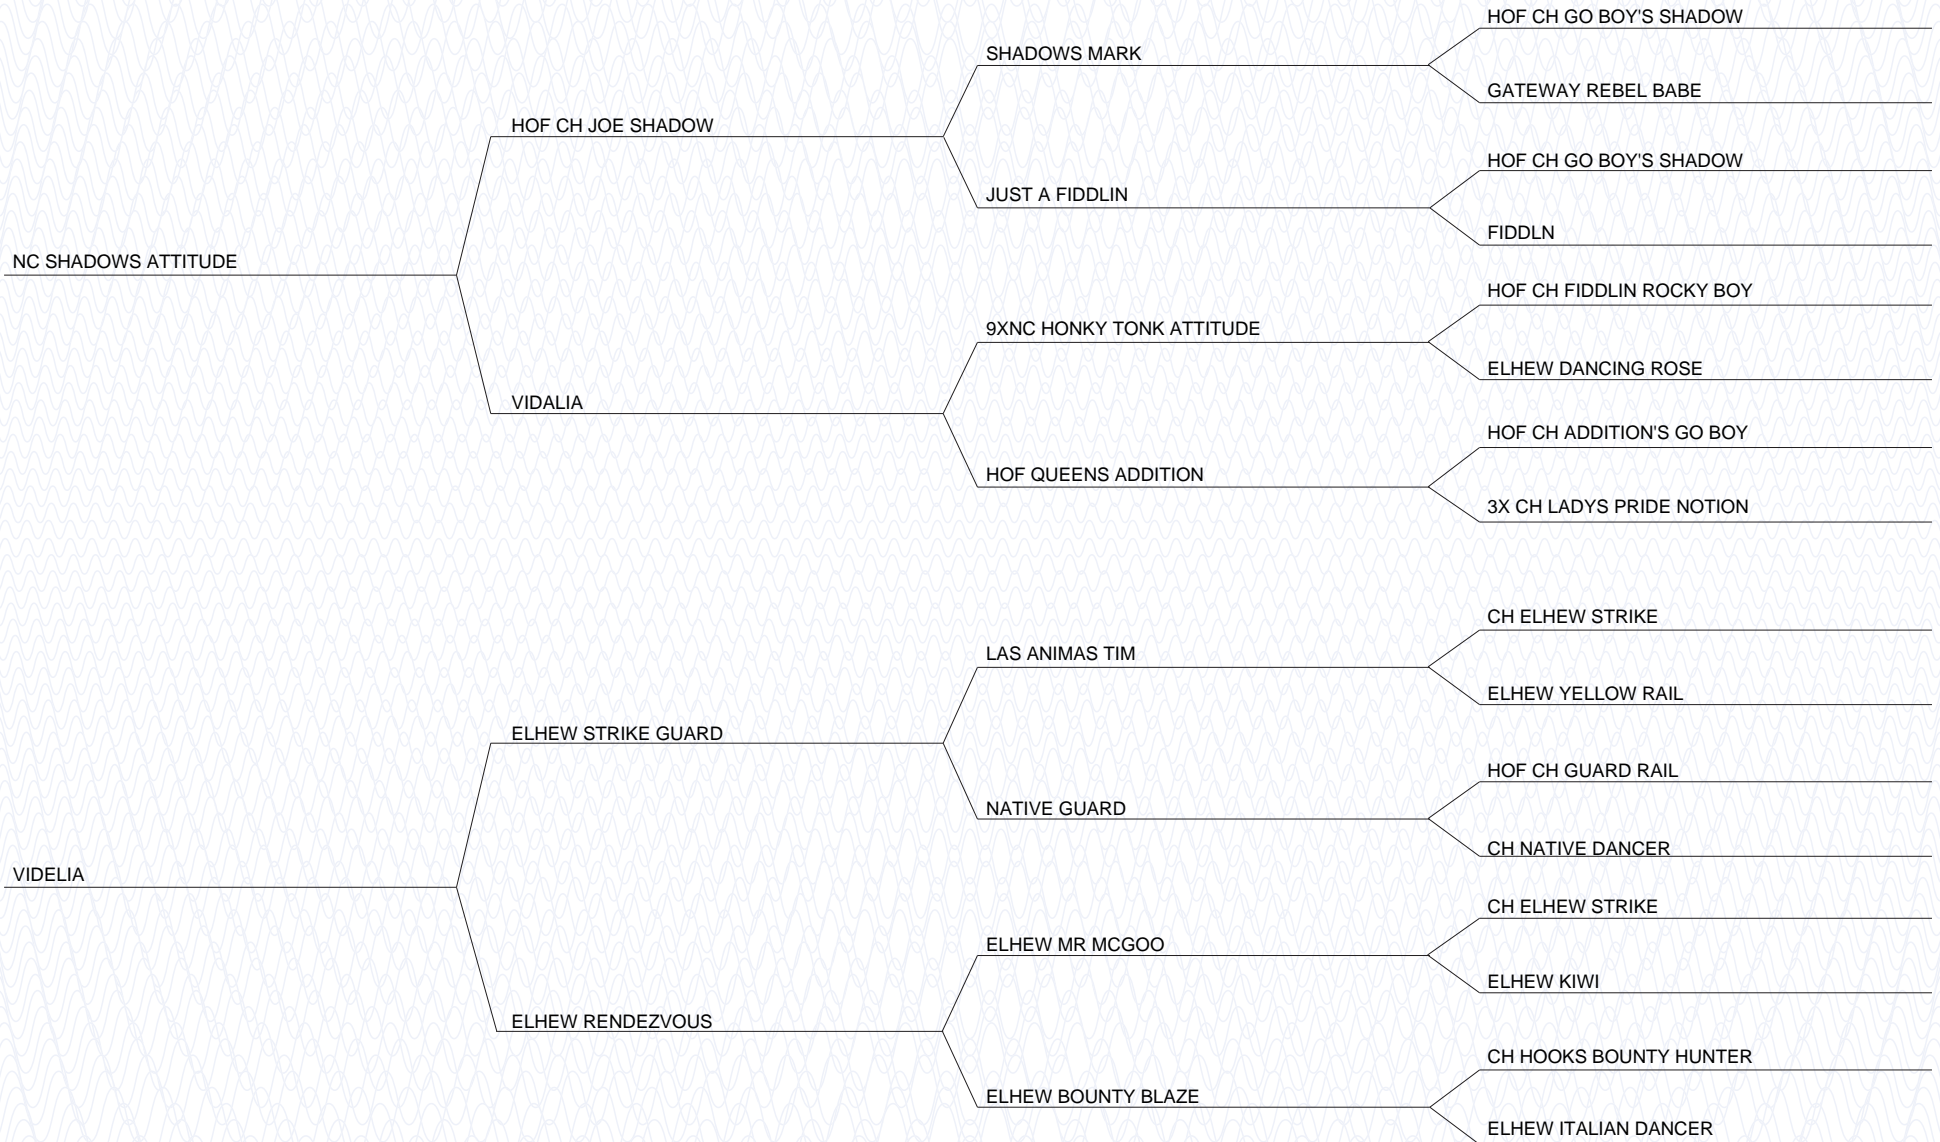 HOF CH GO BOY'S SHADOW
SHADOWS MARK
GATEWAY REBEL BABE
HOF CH JOE SHADOW
HOF CH GO BOY'S SHADOW
JUST A FIDDLIN
FIDDLN
NC SHADOWS ATTITUDE
HOF CH FIDDLIN ROCKY BOY
9XNC HONKY TONK ATTITUDE
ELHEW DANCING ROSE
VIDALIA
HOF CH ADDITION'S GO BOY
HOF QUEENS ADDITION
3X CH LADYS PRIDE NOTION
CH ELHEW STRIKE
LAS ANIMAS TIM
ELHEW YELLOW RAIL
ELHEW STRIKE GUARD
HOF CH GUARD RAIL
NATIVE GUARD
CH NATIVE DANCER
VIDELIA
CH ELHEW STRIKE
ELHEW MR MCGOO
ELHEW KIWI
ELHEW RENDEZVOUS
CH HOOKS BOUNTY HUNTER
ELHEW BOUNTY BLAZE
ELHEW ITALIAN DANCER